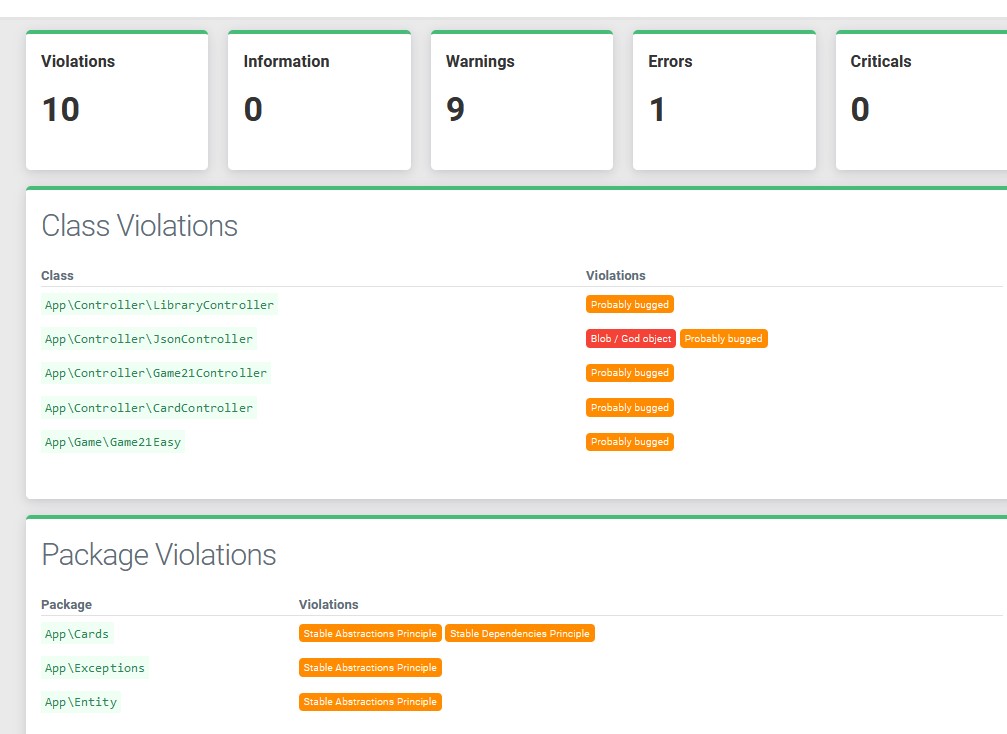 Violations Information Warnings Errors Criticals
10 0 9 1 0
Class Violations
Class Violations
App\Controller\LibraryController Probably bugged
App\Controller\JsonController Blob / God object Probably bugged
App\Controller\Game21Controller Probably bugged
App\Controller\CardController Probably bugged
App\Game\Game21Easy Probably bugged
Package Violations
Package Violations
App\Cards Stable Abstractions Principle Stable Dependencies Principle
App\Exceptions Stable Abstractions Principle
App\Entity Stable Abstractions Principle